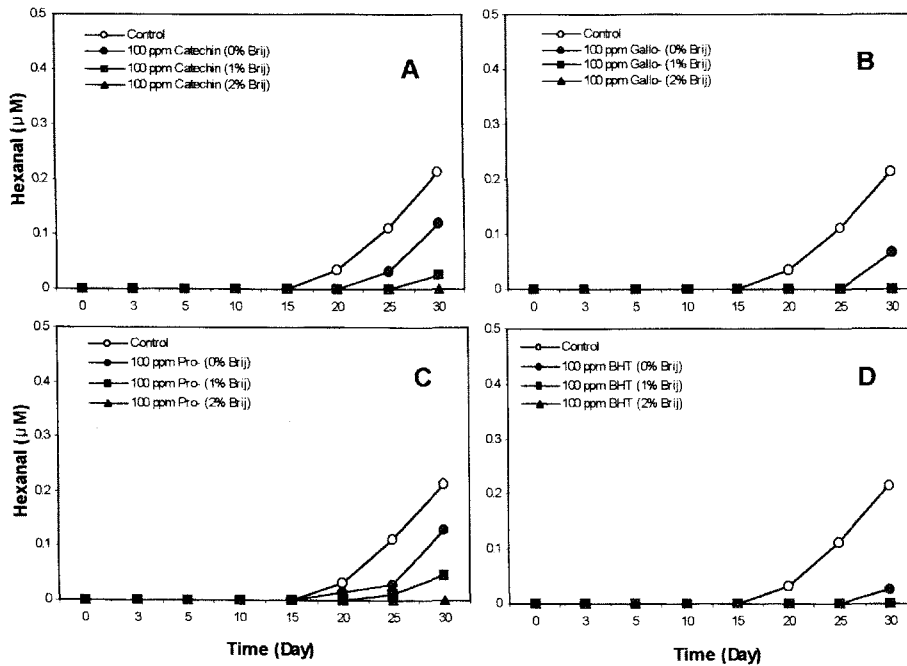 0.5
0.4
0.3
0.2
0.1
0
Hexanal (μM)
Control
100 ppm Catechin (0% Brij)
100 ppm Catechin (1% Brij)
100 ppm Catechin (2% Brij)
A
0 3 5 10 15 20 25 30
0.5
0.4
0.3
0.2
0.1
0
Control
100 ppm Gallo- (0% Brij)
100 ppm Gallo- (1% Brij)
100 ppm Gallo- (2% Brij)
B
0 3 5 10 15 20 25 30
0.5
0.4
0.3
0.2
0.1
0
Hexanal (μM)
Control
100 ppm Pro- (0% Brij)
100 ppm Pro- (1% Brij)
100 ppm Pro- (2% Brij)
C
0 3 5 10 15 20 25 30
Time (Day)
0.5
0.4
0.3
0.2
0.1
0
Control
100 ppm BHT (0% Brij)
100 ppm BHT (1% Brij)
100 ppm BHT (2% Brij)
D
0 3 5 10 15 20 25 30
Time (Day)